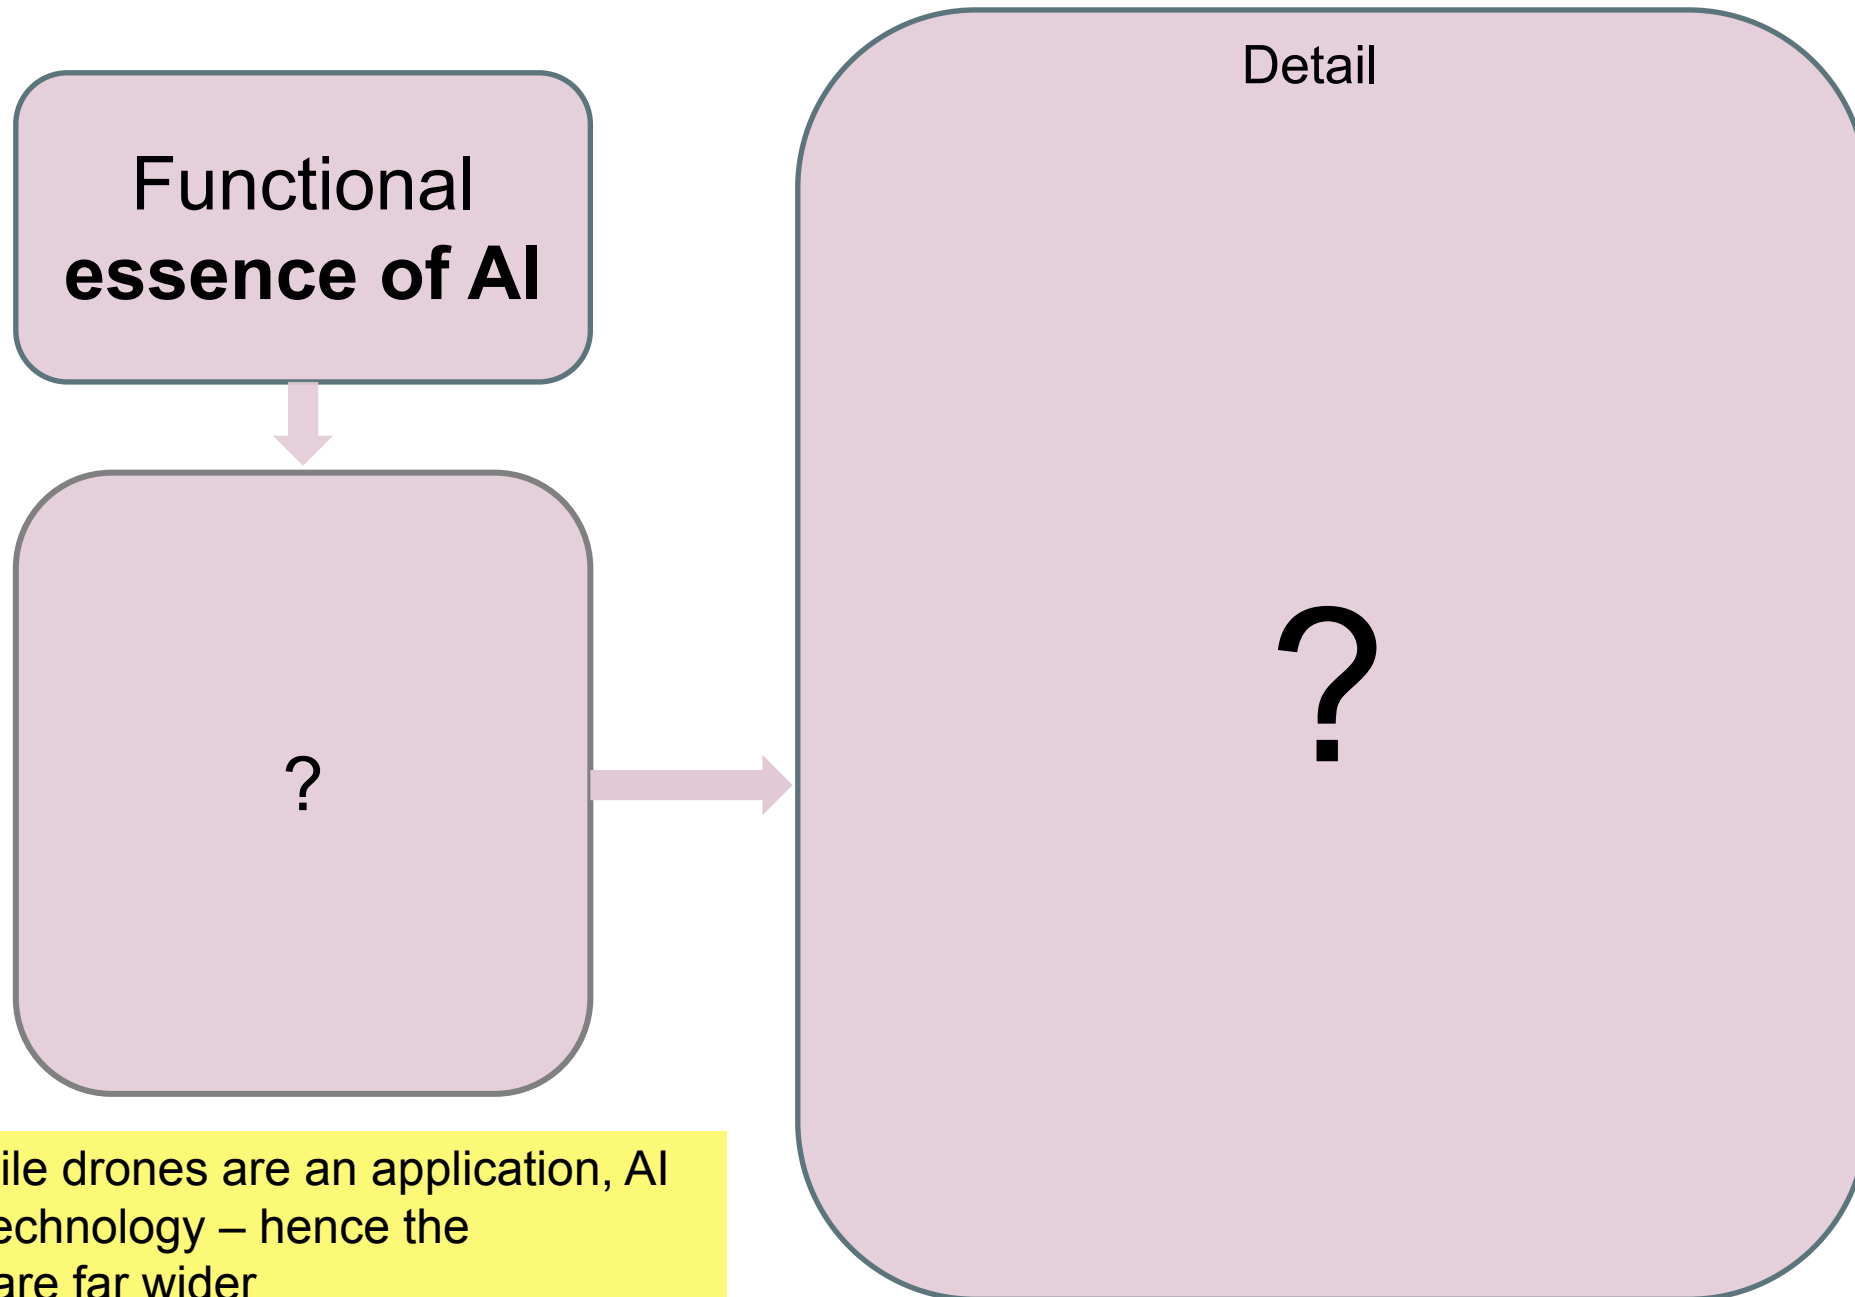 Detail
Functional
essence of AI
?
?
ile drones are an application, AI
echnology – hence the
are far wider